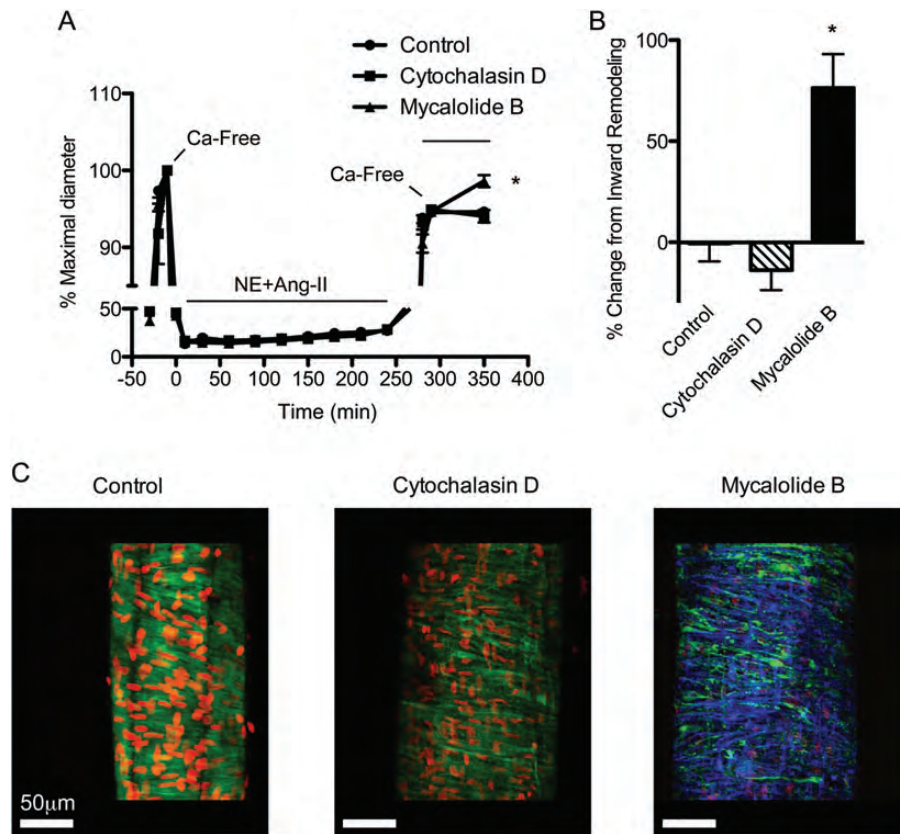 A
Control
Cytochalasin D
Mycalolide B
110
100
90
50
0
Ca-Free
Ca-Free
NE+Ang-II
*
% Maximal diameter
-50 0 50 100 150 200 250 300 350 400
Time (min)
B
*
100
50
0
% Change from Inward Remodeling
Control
Cytochalasin D
Mycalolide B
C
Control
Cytochalasin D
Mycalolide B
50μm